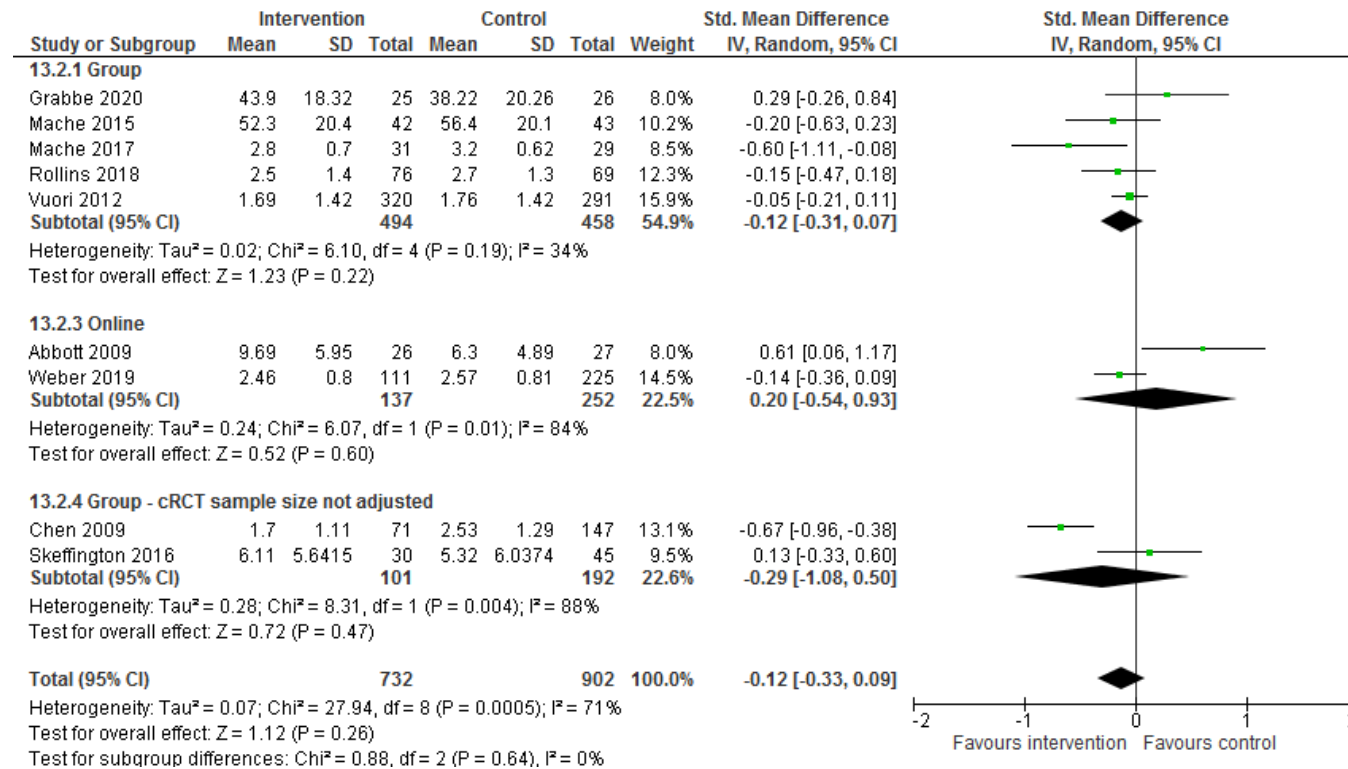 Intervention Control Std. Mean Difference Std. Mean Difference
Study or Subgroup Mean SD Total Mean SD Total Weight IV, Random, 95% CI IV, Random, 95% CI
13.2.1 Group
Grabbe 2020 43.9 18.32 25 38.22 20.26 26 8.0% 0.29 [-0.26, 0.84]
Mache 2015 52.3 20.4 42 56.4 20.1 43 10.2% -0.20 [-0.63, 0.23]
Mache 2017 2.8 0.7 31 3.2 0.62 29 8.5% -0.60 [-1.11, -0.08]
Rollins 2018 2.5 1.4 76 2.7 1.3 69 12.3% -0.15 [-0.47, 0.18]
Vuori 2012 1.69 1.42 320 1.76 1.42 291 15.9% -0.05 [-0.21, 0.11]
Subtotal (95% CI) 494 458 54.9% -0.12 [-0.31, 0.07]
Heterogeneity: Tau² = 0.02; Chi² = 6.10, df = 4 (P = 0.19); I² = 34%
Test for overall effect: Z = 1.23 (P = 0.22)
13.2.3 Online
Abbott 2009 9.69 5.95 26 6.3 4.89 27 8.0% 0.61 [0.06, 1.17]
Weber 2019 2.46 0.8 111 2.57 0.81 225 14.5% -0.14 [-0.36, 0.09]
Subtotal (95% CI) 137 252 22.5% 0.20 [-0.54, 0.93]
Heterogeneity: Tau² = 0.24; Chi² = 6.07, df = 1 (P = 0.01); I² = 84%
Test for overall effect: Z = 0.52 (P = 0.60)
13.2.4 Group - cRCT sample size not adjusted
Chen 2009 1.7 1.11 71 2.53 1.29 147 13.1% -0.67 [-0.96, -0.38]
Skeffington 2016 6.11 5.6415 30 5.32 6.0374 45 9.5% 0.13 [-0.33, 0.60]
Subtotal (95% CI) 101 192 22.6% -0.29 [-1.08, 0.50]
Heterogeneity: Tau² = 0.28; Chi² = 8.31, df = 1 (P = 0.004); I² = 88%
Test for overall effect: Z = 0.72 (P = 0.47)
Total (95% CI) 732 902 100.0% -0.12 [-0.33, 0.09]
Heterogeneity: Tau² = 0.07; Chi² = 27.94, df = 8 (P = 0.0005); I² = 71%
Test for overall effect: Z = 1.12 (P = 0.26)
Test for subgroup differences: Chi² = 0.88, df = 2 (P = 0.64), I² = 0%
-2 -1 0 1
Favours intervention Favours control